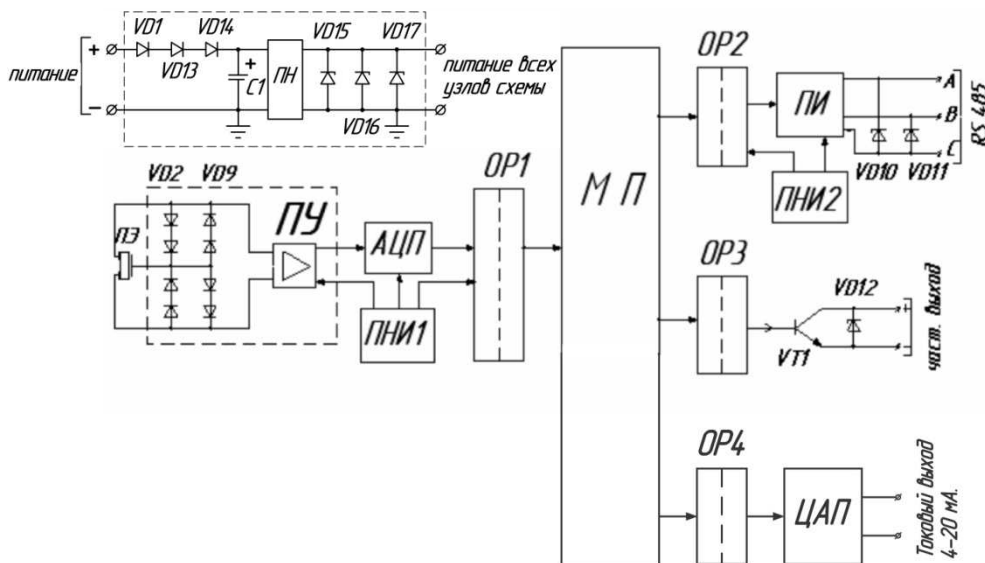 VD1 VD14 VD15 VD17
+
питание
VD13
+
C1
ПН
питание всех
узлов схемы
−
VD16
ОР2
ПИ
A
B
C
RS 485
VD10 VD11
ПНИ2
VD2 VD9
ПЭ
ПУ
АЦП
ПНИ1
ОР1
МП
ОР3
VD12
VT1
част. выход
ОР4
ЦАП
Токовый выход
4-20 мА.